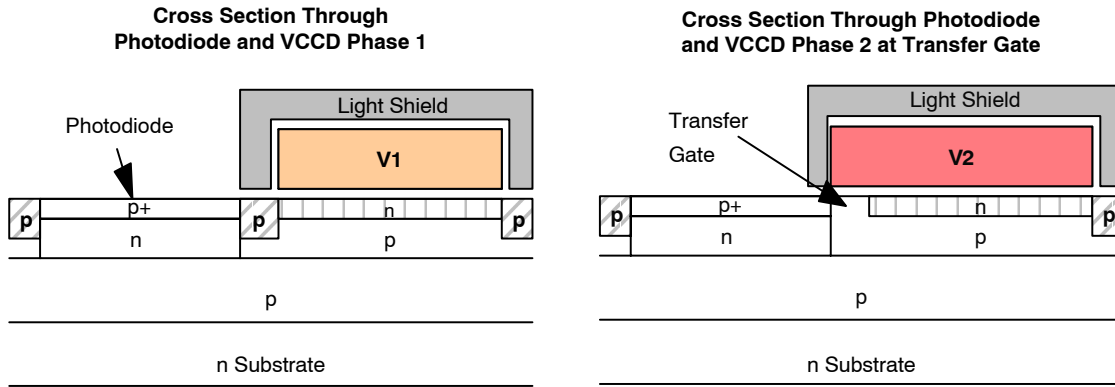 Cross Section Through
Photodiode and VCCD Phase 1
Light Shield
Photodiode
V1
p
p+
p
n
p
n
p
p
n Substrate
Cross Section Through Photodiode
and VCCD Phase 2 at Transfer Gate
Light Shield
Transfer
Gate
V2
p
p+
n
p
n
p
p
n Substrate